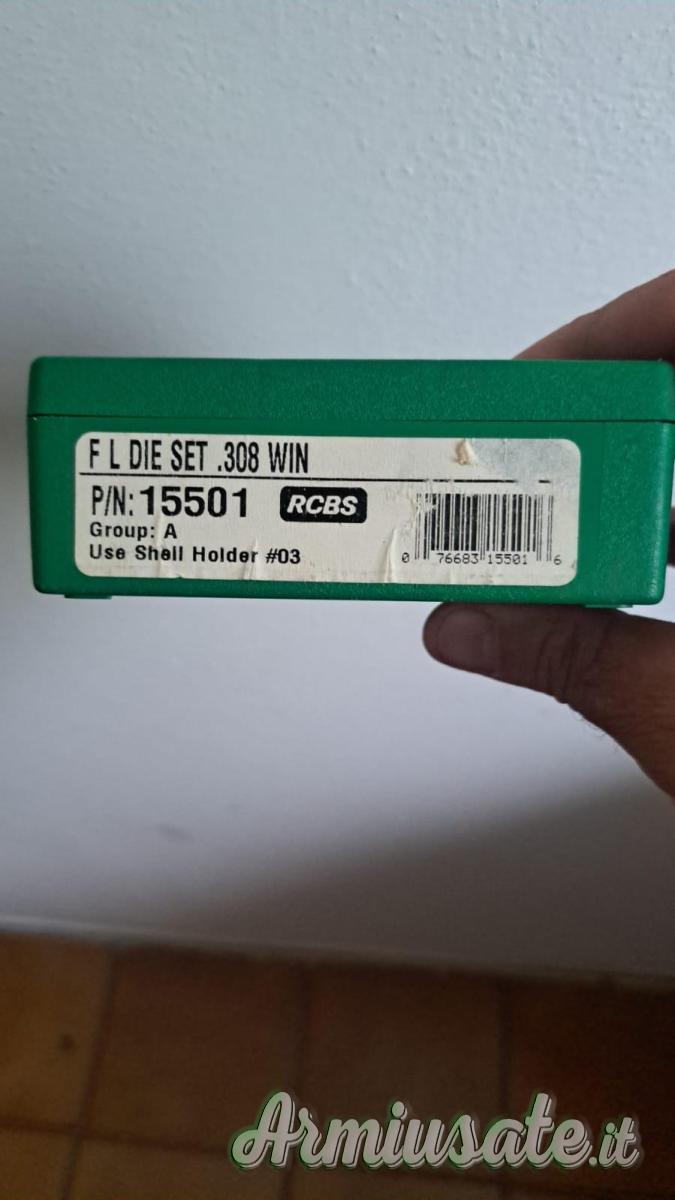 F L DIE SET .308 WIN
P/N: 15501 RCBS
Group: A
Use Shell Holder #03
0 76683 15501 6
Armiusate.it